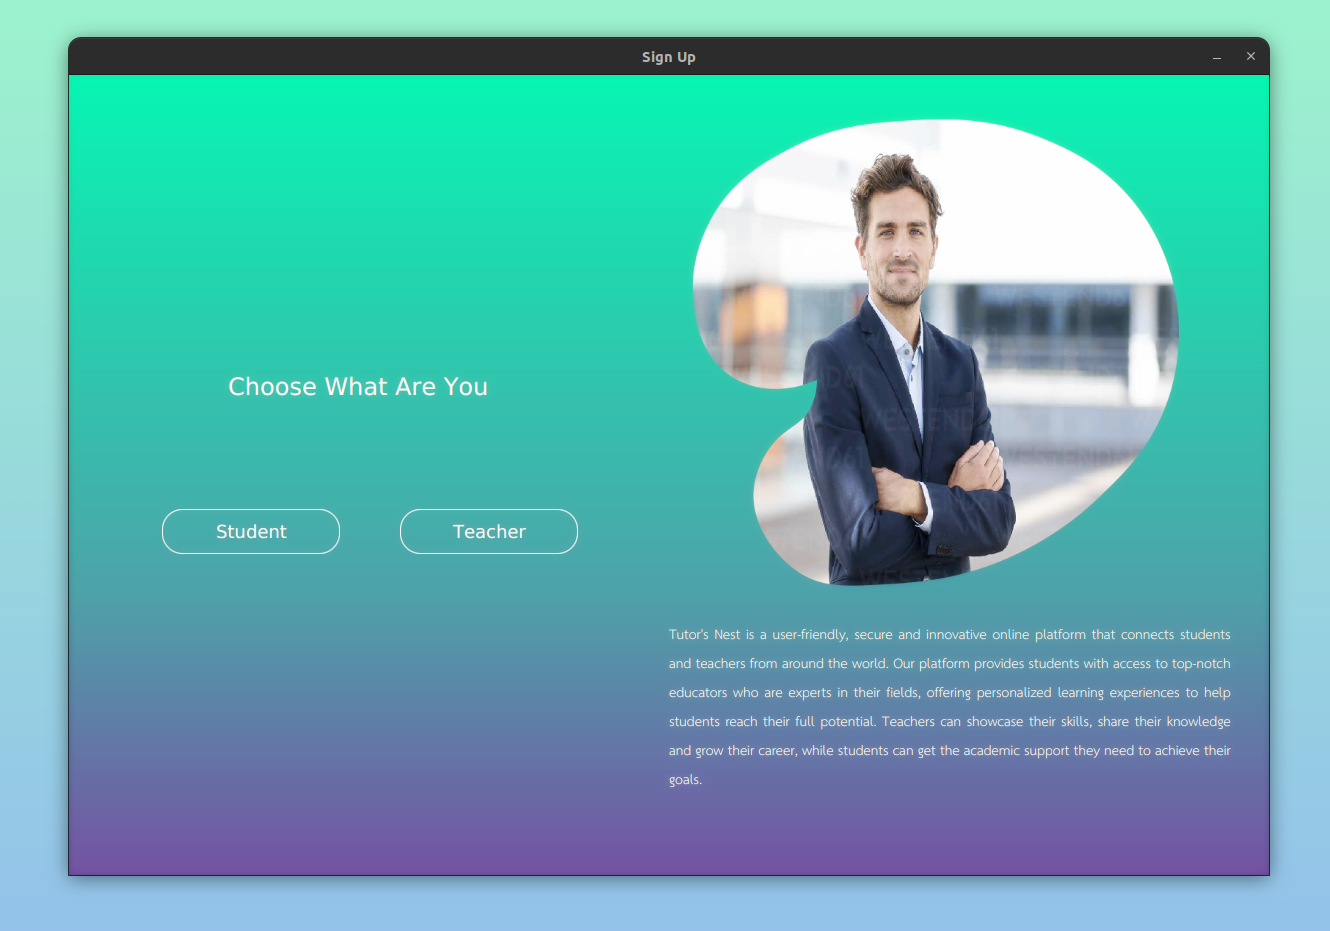 Sign Up
Choose What Are You
Student
Teacher
WESTEND
WESTEND
Tutor's Nest is a user-friendly, secure and innovative online platform that connects students
and teachers from around the world. Our platform provides students with access to top-notch
educators who are experts in their fields, offering personalized learning experiences to help
students reach their full potential. Teachers can showcase their skills, share their knowledge
and grow their career, while students can get the academic support they need to achieve their
goals.